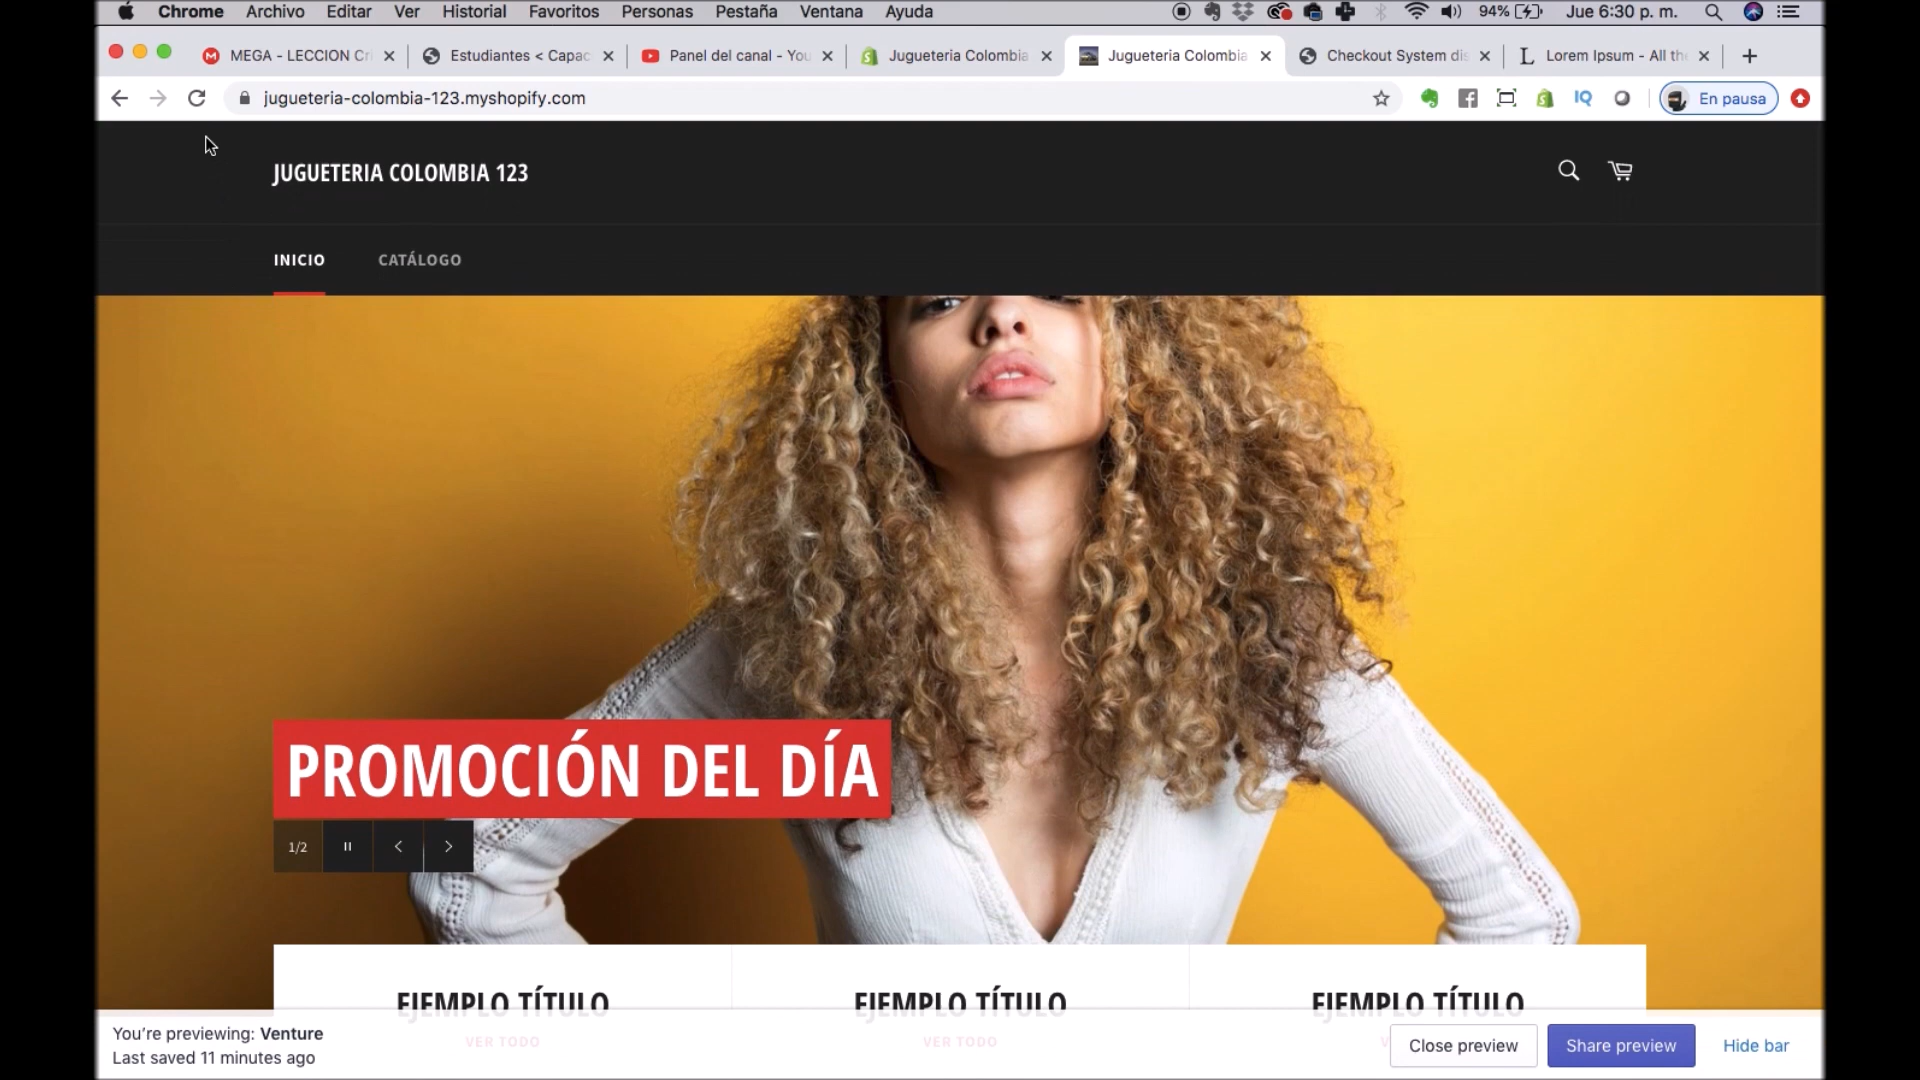 Chrome Archivo Editar Ver Historial Favoritos Personas Pestaña Ventana Ayuda 94% Jue 6:30 p. m.
MEGA - LECCION Cr Estudiantes < Capac Panel del canal - You Jugueteria Colombia Jugueteria Colombia Checkout System dis Lorem Ipsum - All the
jugueteria-colombia-123.myshopify.com IQ En pausa
JUGUETERIA COLOMBIA 123
INICIO CATÁLOGO
PROMOCIÓN DEL DÍA
1/2
EJEMPLO TÍTULO EJEMPLO TÍTULO EJEMPLO TÍTULO
VER TODO VER TODO
You're previewing: Venture
Last saved 11 minutes ago
Close preview Share preview Hide bar